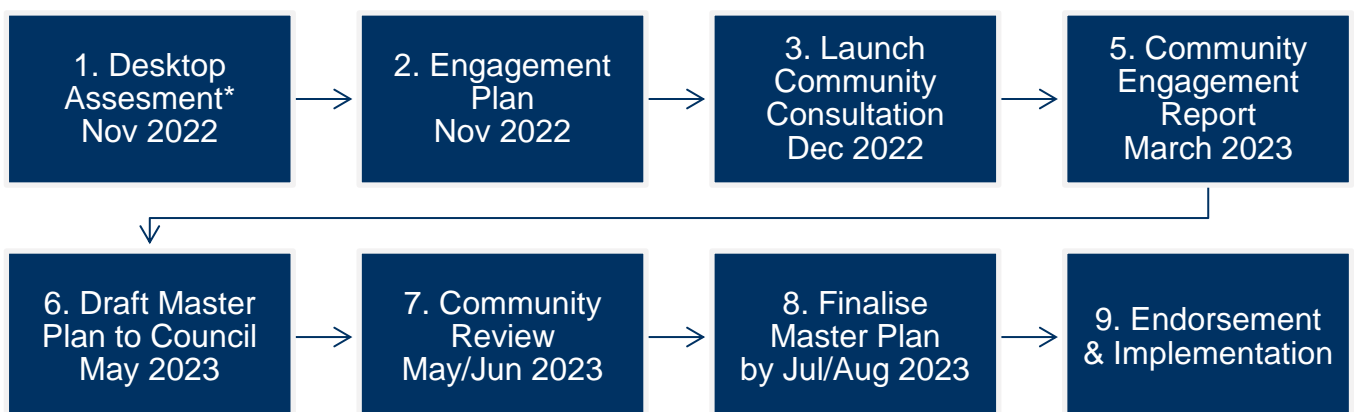 1. Desktop
Assesment*
Nov 2022
2. Engagement
Plan
Nov 2022
3. Launch
Community
Consultation
Dec 2022
5. Community
Engagement
Report
March 2023
6. Draft Master
Plan to Council
May 2023
7. Community
Review
May/Jun 2023
8. Finalise
Master Plan
by Jul/Aug 2023
9. Endorsement
& Implementation